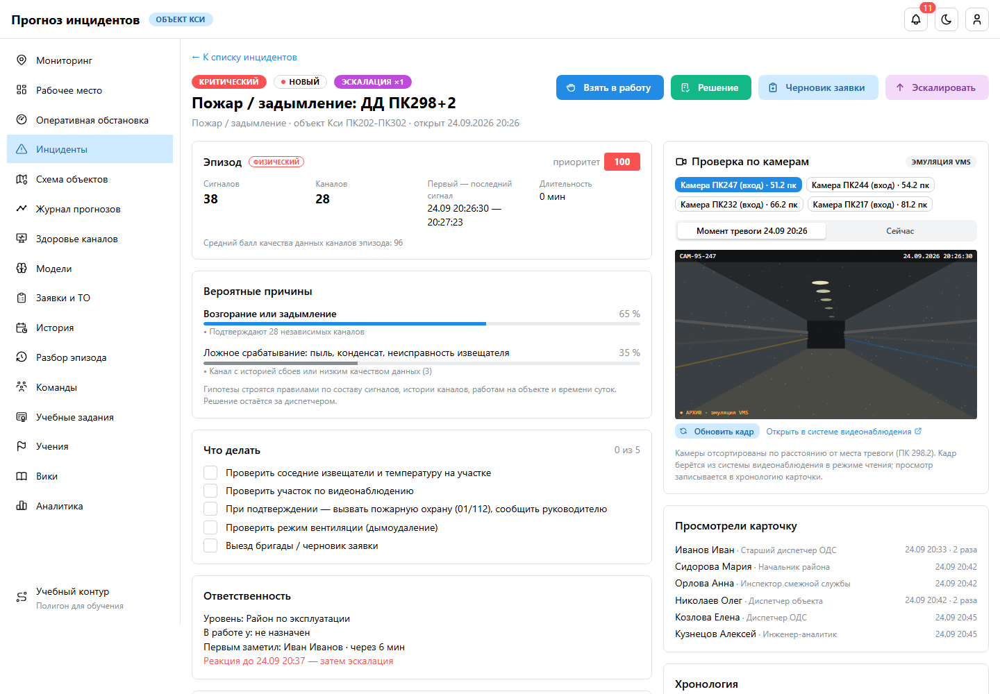 Прогноз инцидентов
ОБЪЕКТ КСИ
11
Мониторинг
Рабочее место
Оперативная обстановка
Инциденты
Схема объектов
Журнал прогнозов
Здоровье каналов
Модели
Заявки и ТО
История
Разбор эпизода
Команды
Учебные задания
Учения
Вики
Аналитика
Учебный контур
Полигон для обучения
← К списку инцидентов
КРИТИЧЕСКИЙ
НОВЫЙ
ЭСКАЛАЦИЯ ×1
Пожар / задымление: ДД ПК298+2
Пожар / задымление · объект Кси ПК202-ПК302 · открыт 24.09.2026 20:26
Взять в работу
Решение
Черновик заявки
Эскалировать
Эпизод
ФИЗИЧЕСКИЙ
приоритет
100
Сигналов
38
Каналов
28
Первый — последний
сигнал
24.09 20:26:30 —
20:27:23
Длительность
0 мин
Средний балл качества данных каналов эпизода: 96
Вероятные причины
Возгорание или задымление
65 %
• Подтверждают 28 независимых каналов
Ложное срабатывание: пыль, конденсат, неисправность извещателя
35 %
• Канал с историей сбоев или низким качеством данных (3)
Гипотезы строятся правилами по составу сигналов, истории каналов, работам на объекте и времени суток.
Решение остаётся за диспетчером.
Что делать
0 из 5
Проверить соседние извещатели и температуру на участке
Проверить участок по видеонаблюдению
При подтверждении — вызвать пожарную охрану (01/112), сообщить руководителю
Проверить режим вентиляции (дымоудаление)
Выезд бригады / черновик заявки
Ответственность
Уровень: Район по эксплуатации
В работе у: не назначен
Первым заметил: Иван Иванов · через 6 мин
Реакция до 24.09 20:37 — затем эскалация
Проверка по камерам
ЭМУЛЯЦИЯ VMS
Камера ПК247 (вход) · 51.2 пк
Камера ПК244 (вход) · 54.2 пк
Камера ПК232 (вход) · 66.2 пк
Камера ПК217 (вход) · 81.2 пк
Момент тревоги 24.09 20:26
Сейчас
CAM-95-247
24.09.2026 20:26:30
● АРХИВ · эмуляция VMS
Обновить кадр
Открыть в системе видеонаблюдения
Камеры отсортированы по расстоянию от места тревоги (ПК 298.2). Кадр
берётся из системы видеонаблюдения в режиме чтения; просмотр
записывается в хронологию карточки.
Просмотрели карточку
Иванов Иван · Старший диспетчер ОДС
24.09 20:33 · 2 раза
Сидорова Мария · Начальник района
24.09 20:42
Орлова Анна · Инспектор смежной службы
24.09 20:42
Николаев Олег · Диспетчер объекта
24.09 20:42 · 2 раза
Козлова Елена · Диспетчер ОДС
24.09 20:45
Кузнецов Алексей · Инженер-аналитик
24.09 20:45
Хронология